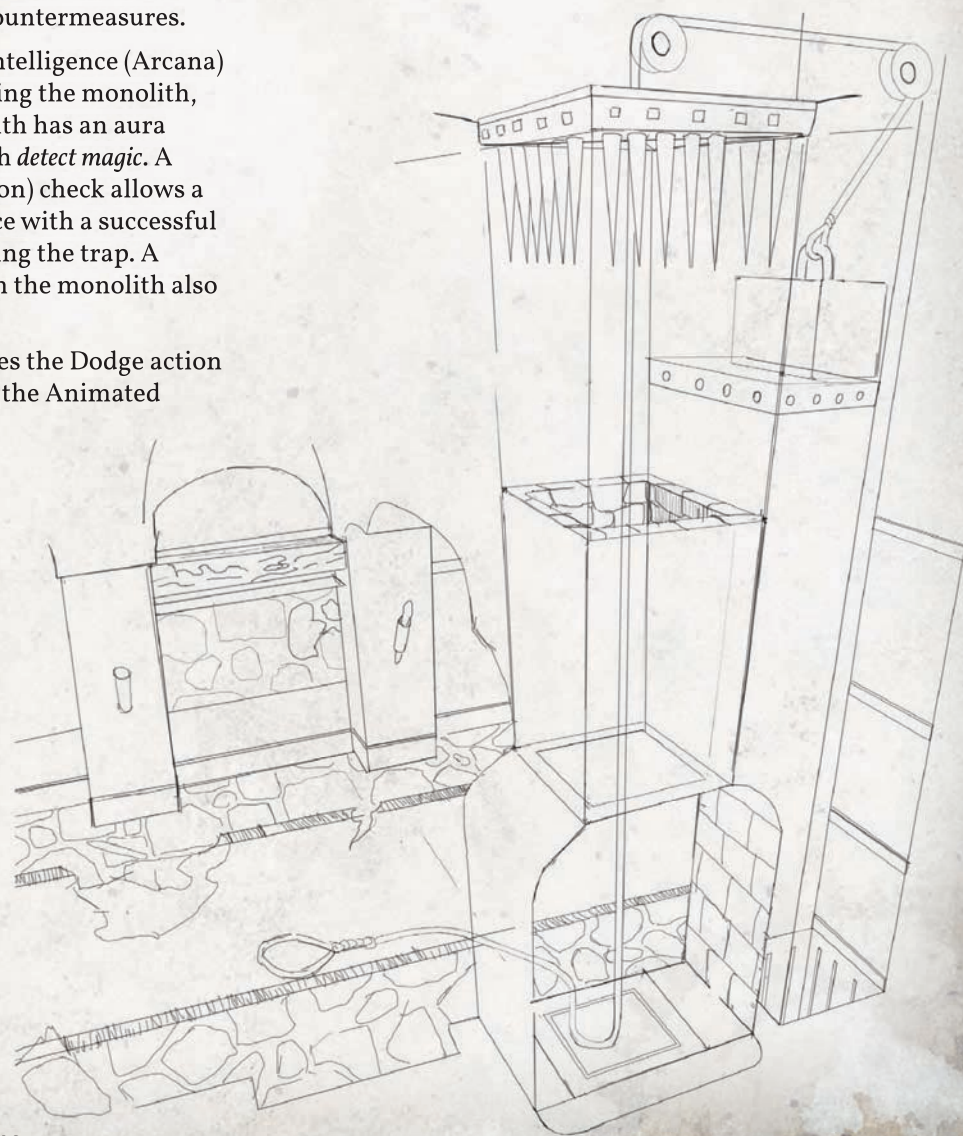 ountermeasures.
ntelligence (Arcana)
ing the monolith,
th has an aura
h detect magic. A
on) check allows a
ce with a successful
ing the trap. A
n the monolith also
es the Dodge action
the Animated